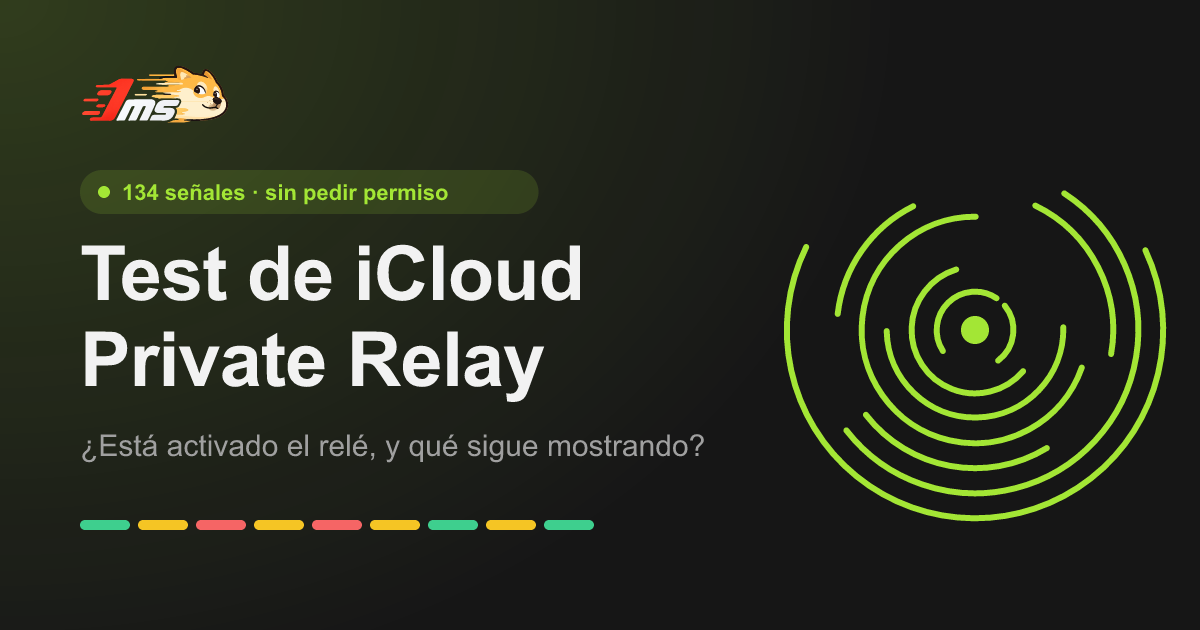 1ms
134 señales · sin pedir permiso
Test de iCloud
Private Relay
¿Está activado el relé, y qué sigue mostrando?